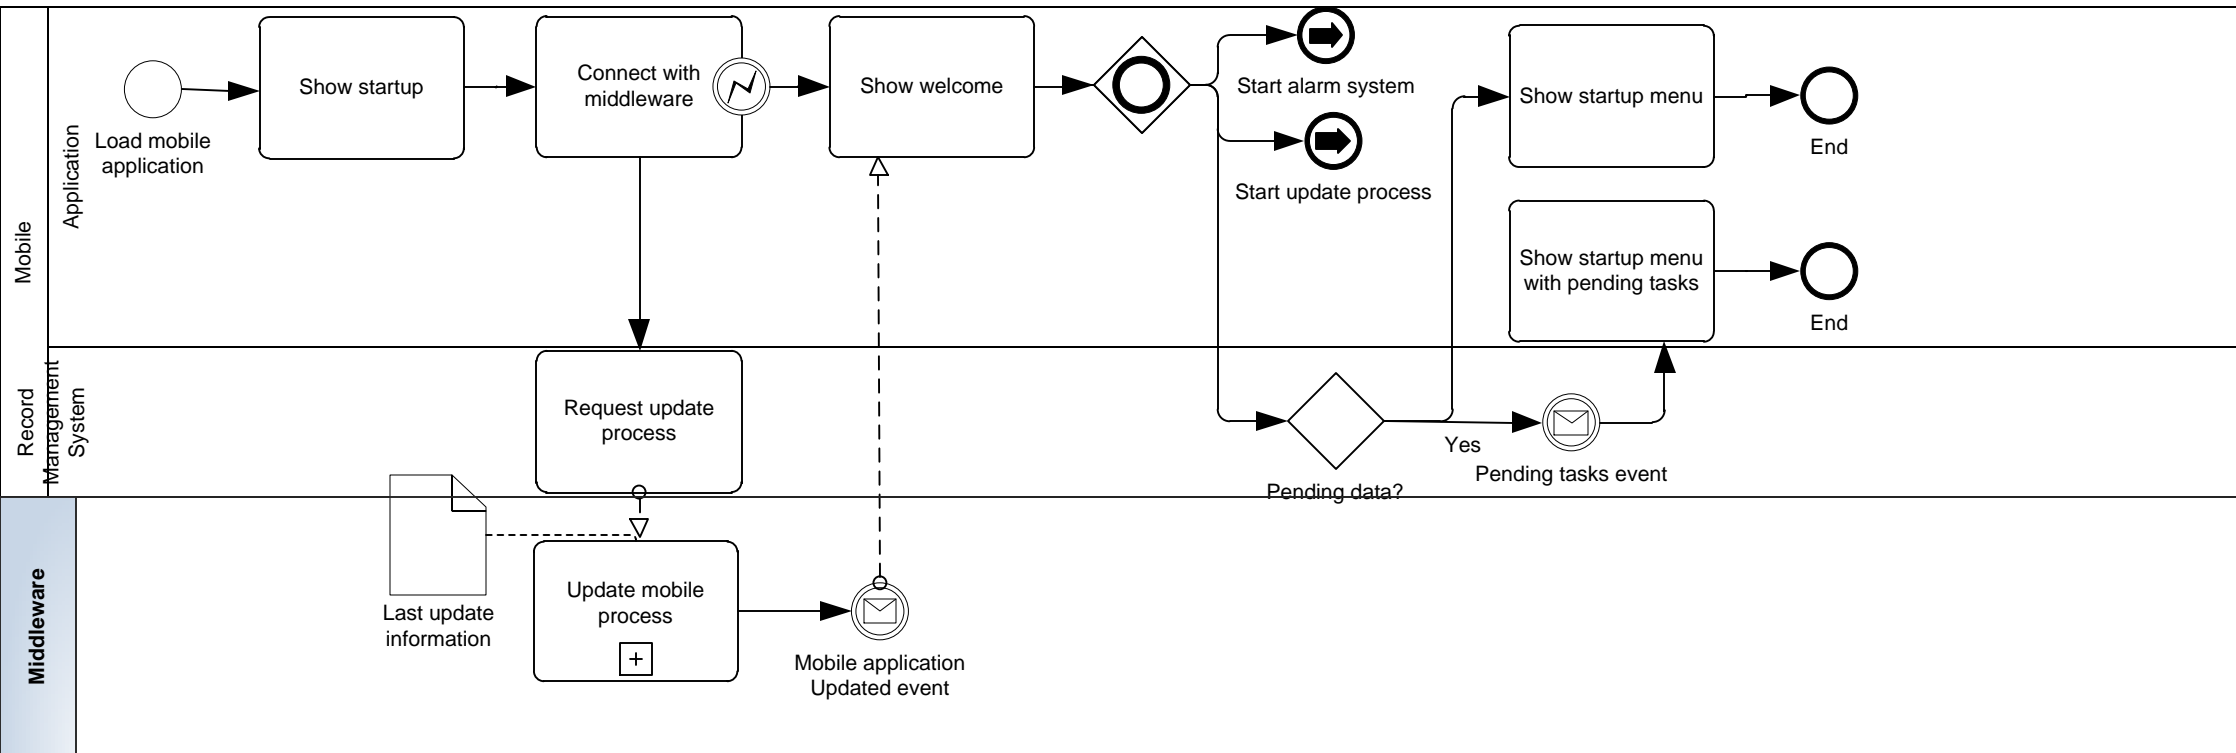 Mobile
Application
Load mobile
application
Show startup
Connect with
middleware
Show welcome
Start alarm system
Start update process
Show startup menu
End
Show startup menu
with pending tasks
End
Record
Management
System
Request update
process
Pending data?
Yes
Pending tasks event
Middleware
Last update
information
Update mobile
process
Mobile application
Updated event